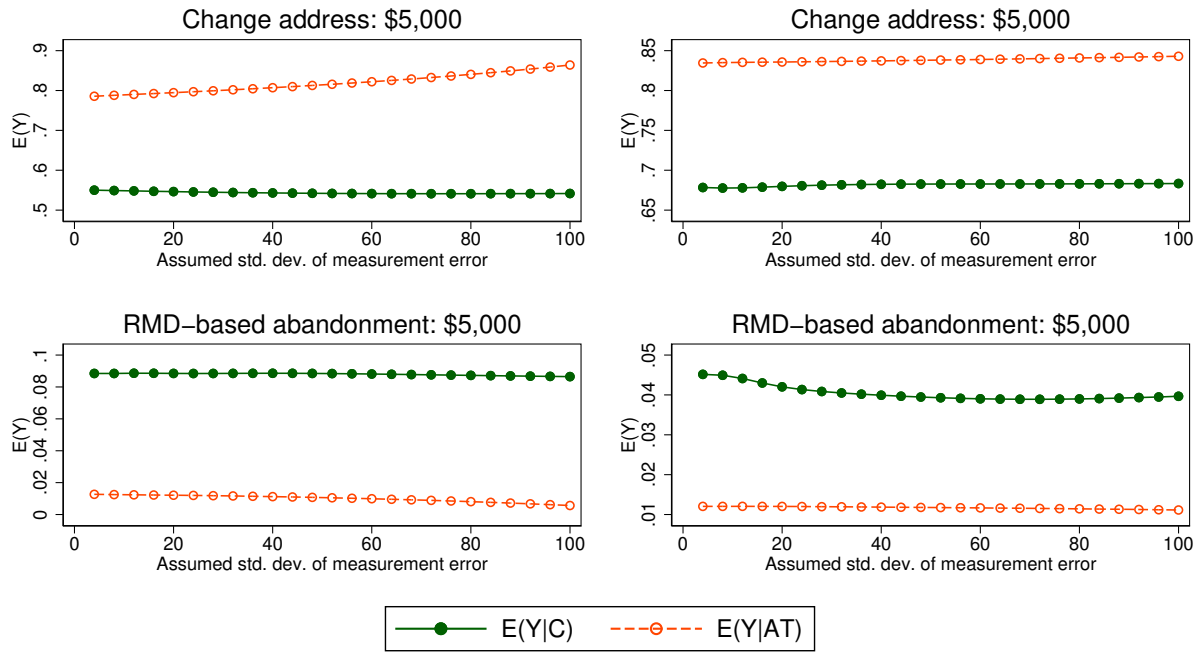 Change address: $5,000
E(Y)
.5 .6 .7 .8 .9
0 20 40 60 80 100
Assumed std. dev. of measurement error
Change address: $5,000
E(Y)
.65 .7 .75 .8 .85
0 20 40 60 80 100
Assumed std. dev. of measurement error
RMD−based abandonment: $5,000
E(Y)
0 .02 .04 .06 .08 .1
0 20 40 60 80 100
Assumed std. dev. of measurement error
RMD−based abandonment: $5,000
E(Y)
.01 .02 .03 .04 .05
0 20 40 60 80 100
Assumed std. dev. of measurement error
E(Y|C) E(Y|AT)